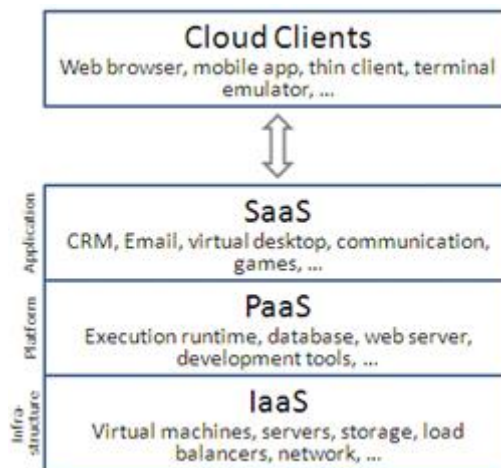 Cloud Clients
Web browser, mobile app, thin client, terminal
emulator, ...
Application
SaaS
CRM, Email, virtual desktop, communication,
games, ...
Platform
PaaS
Execution runtime, database, web server,
development tools, ...
Infra-
structure
IaaS
Virtual machines, servers, storage, load
balancers, network, ...